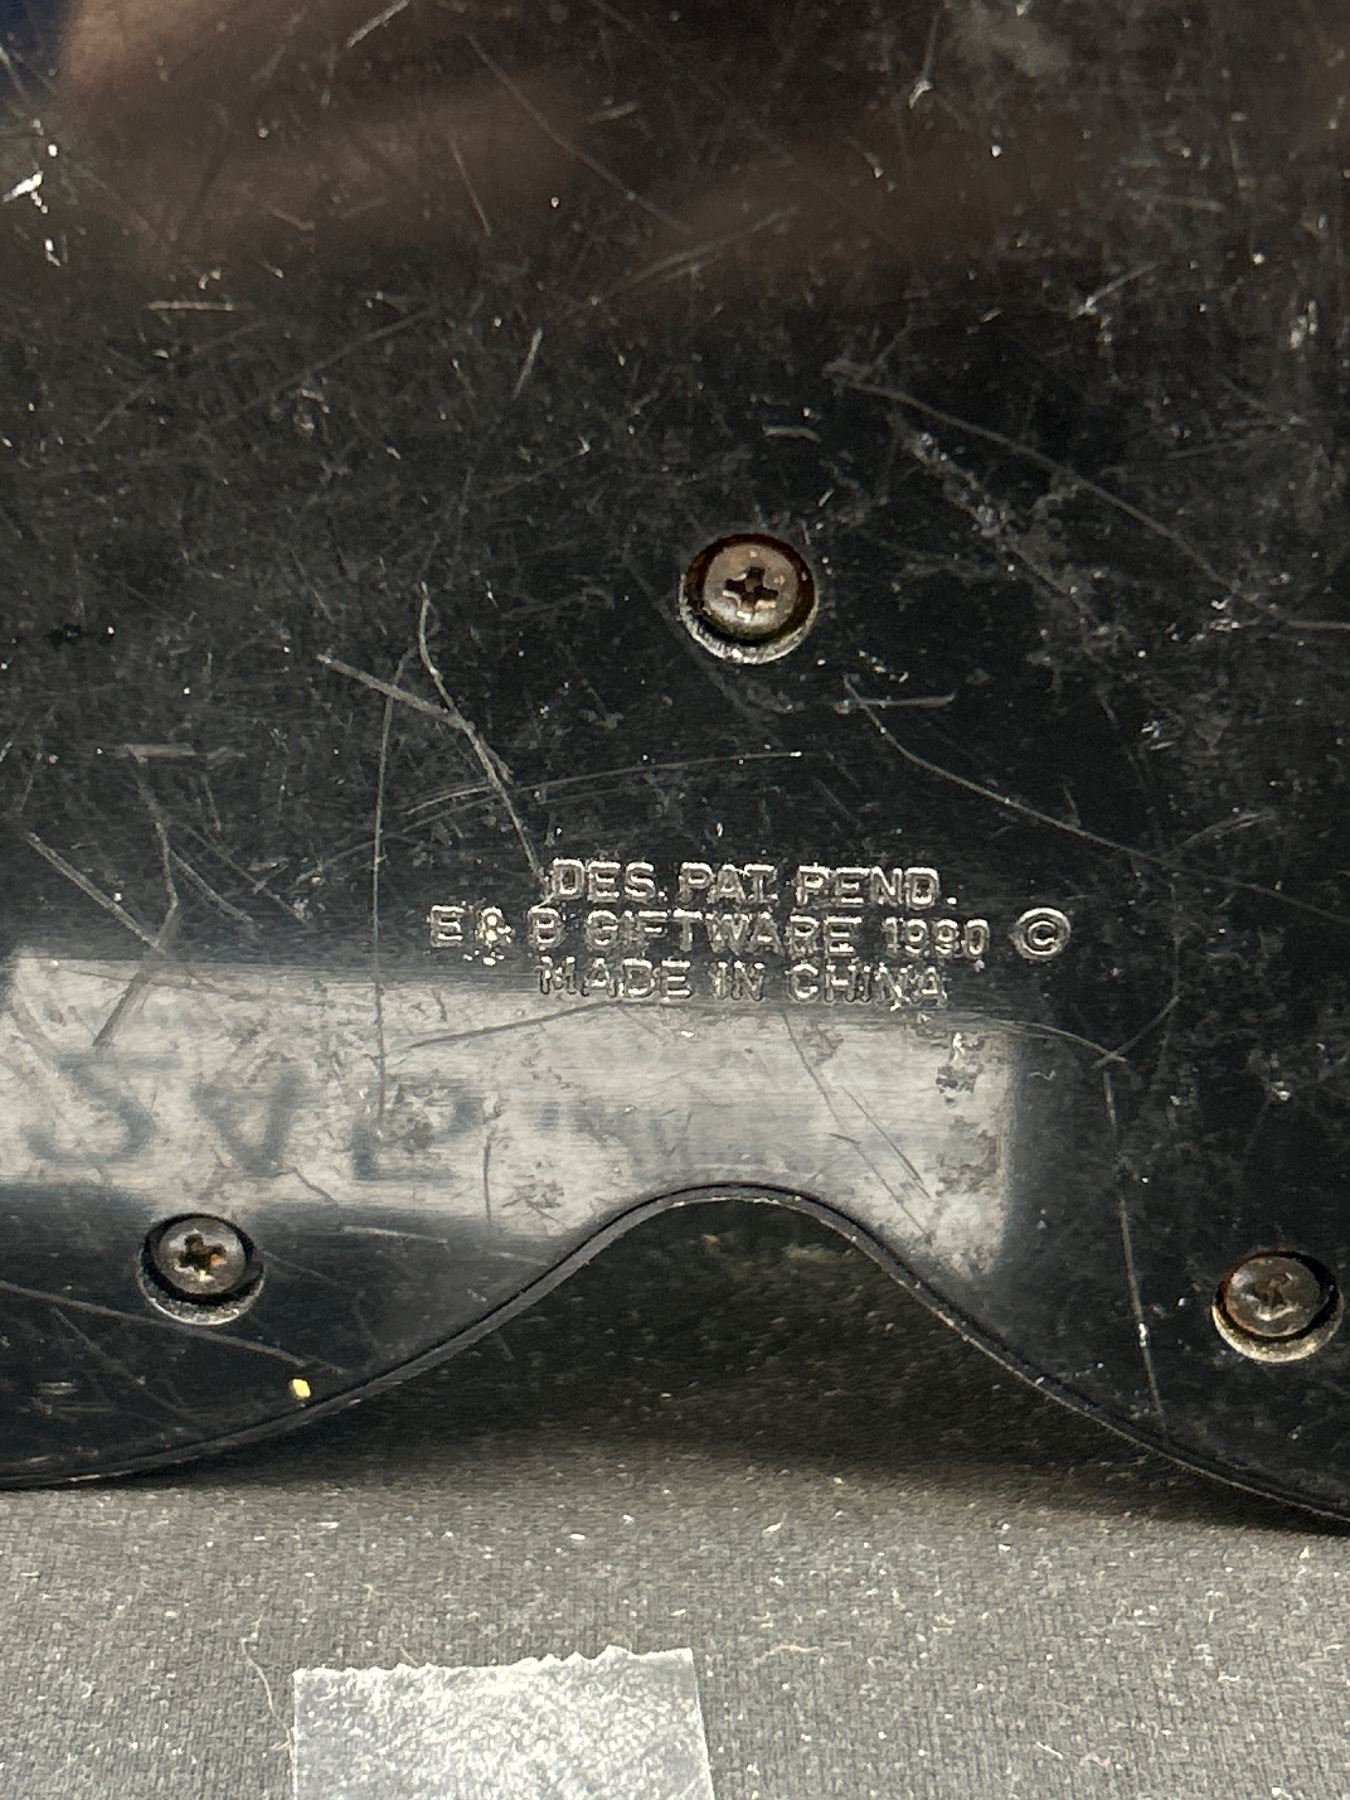 DES. PAT. PEND.
E & B GIFTWARE 1990 ©
MADE IN CHINA